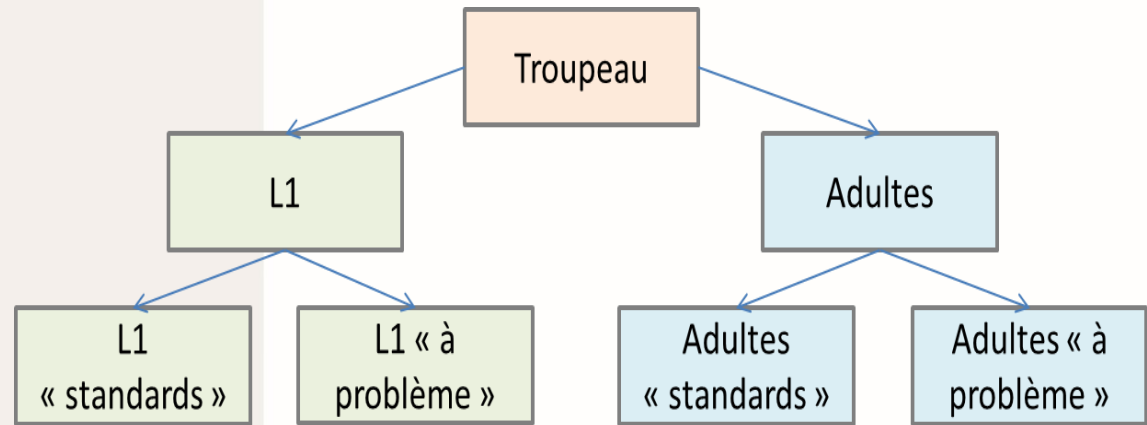 Troupeau
L1
Adultes
L1
« standards »
L1 « à
problème »
Adultes
« standards »
Adultes « à
problème »